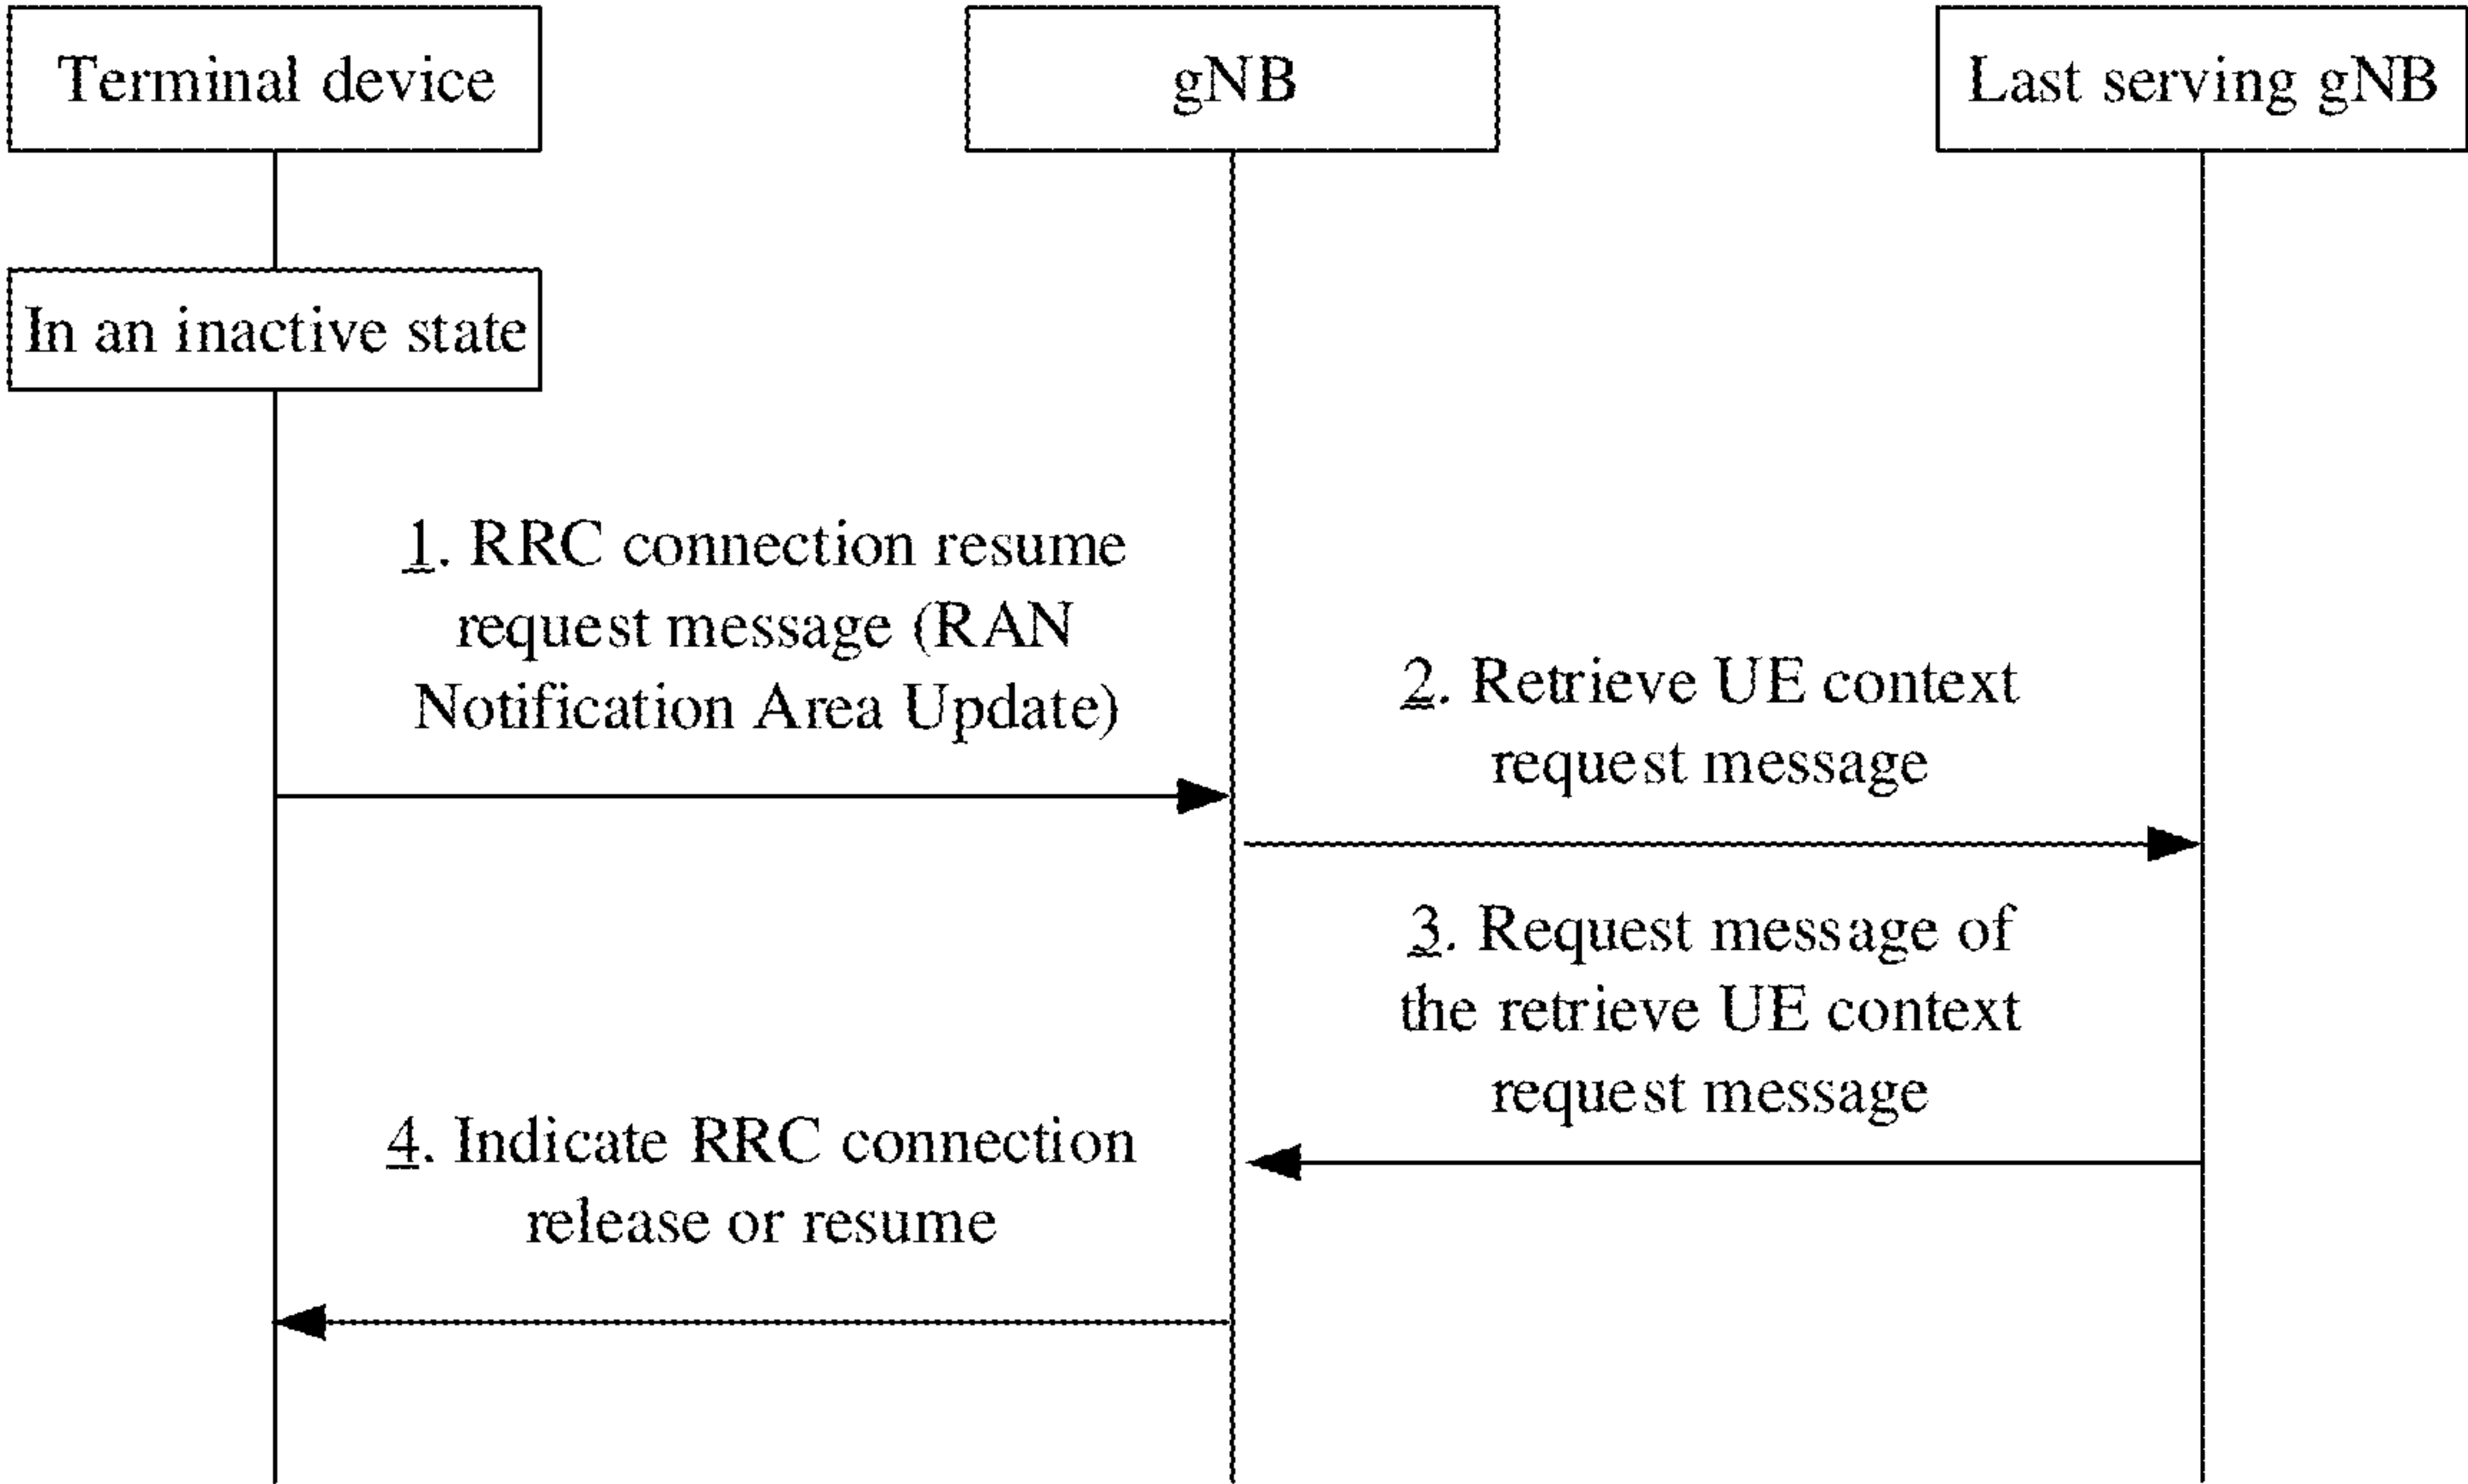 Terminal device
gNB
Last serving gNB
In an inactive state
1. RRC connection resume
request message (RAN
Notification Area Update)
2. Retrieve UE context
request message
3. Request message of
the retrieve UE context
request message
4. Indicate RRC connection
release or resume